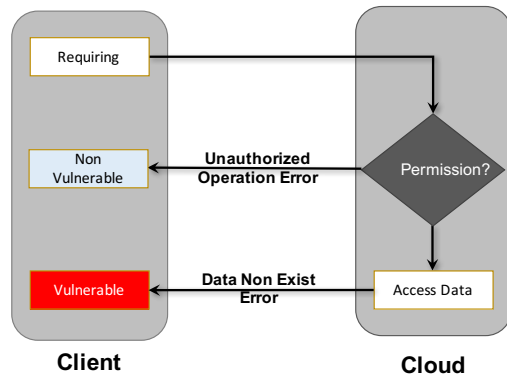 Requiring
Permission?
Unauthorized
Operation Error
Non
Vulnerable
Access Data
Data Non Exist
Error
Vulnerable
Client
Cloud